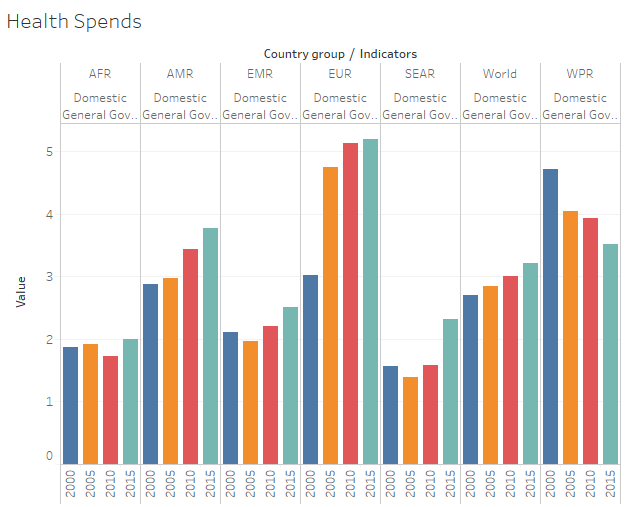 Health Spends
Country group / Indicators
AFR AMR EMR EUR SEAR World WPR
Domestic Domestic Domestic Domestic Domestic Domestic Domestic
General Gov.. General Gov.. General Gov.. General Gov.. General Gov.. General Gov.. General Gov..
5
4
3
2
1
0
Value
2000 2005 2010 2015 2000 2005 2010 2015 2000 2005 2010 2015 2000 2005 2010 2015 2000 2005 2010 2015 2000 2005 2010 2015 2000 2005 2010 2015